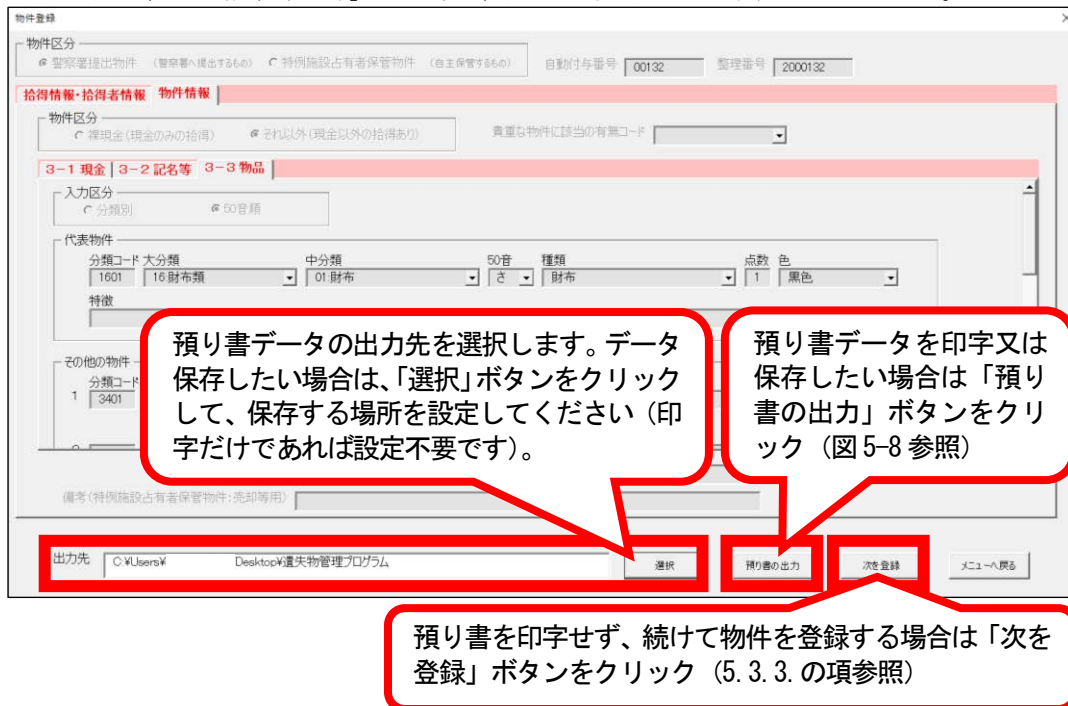 物件登録
物件区分
警察署提出物件 （警察署へ提出するもの） 特例施設占有者保管物件 （自主保管するもの） 自動付与番号 00132 整理番号 2000132
拾得情報・拾得者情報 物件情報
物件区分
裸現金（現金のみの拾得） それ以外（現金以外の拾得あり） 貴重な物件に該当の有無コード
3－1 現金 3－2 記名等 3－3 物品
入力区分
分類別 50音順
代表物件
分類コード 大分類 中分類 50音 種類 点数 色
1601 16:財布類 01:財布 さ 財布 1 黒色
特徴
その他の物件
分類コード
1 3401
預り書データの出力先を選択します。データ
保存したい場合は、「選択」ボタンをクリック
して、保存する場所を設定してください（印
字だけであれば設定不要です）。
預り書データを印字又は
保存したい場合は「預り
書の出力」ボタンをクリ
ック（図5-8参照）
備考（特例施設占有者保管物件：売却等用）
出力先 C:¥Users¥ Desktop¥遺失物管理プログラム 選択 預り書の出力 次を登録 メニューへ戻る
預り書を印字せず、続けて物件を登録する場合は「次を
登録」ボタンをクリック（5.3.3.の項参照）